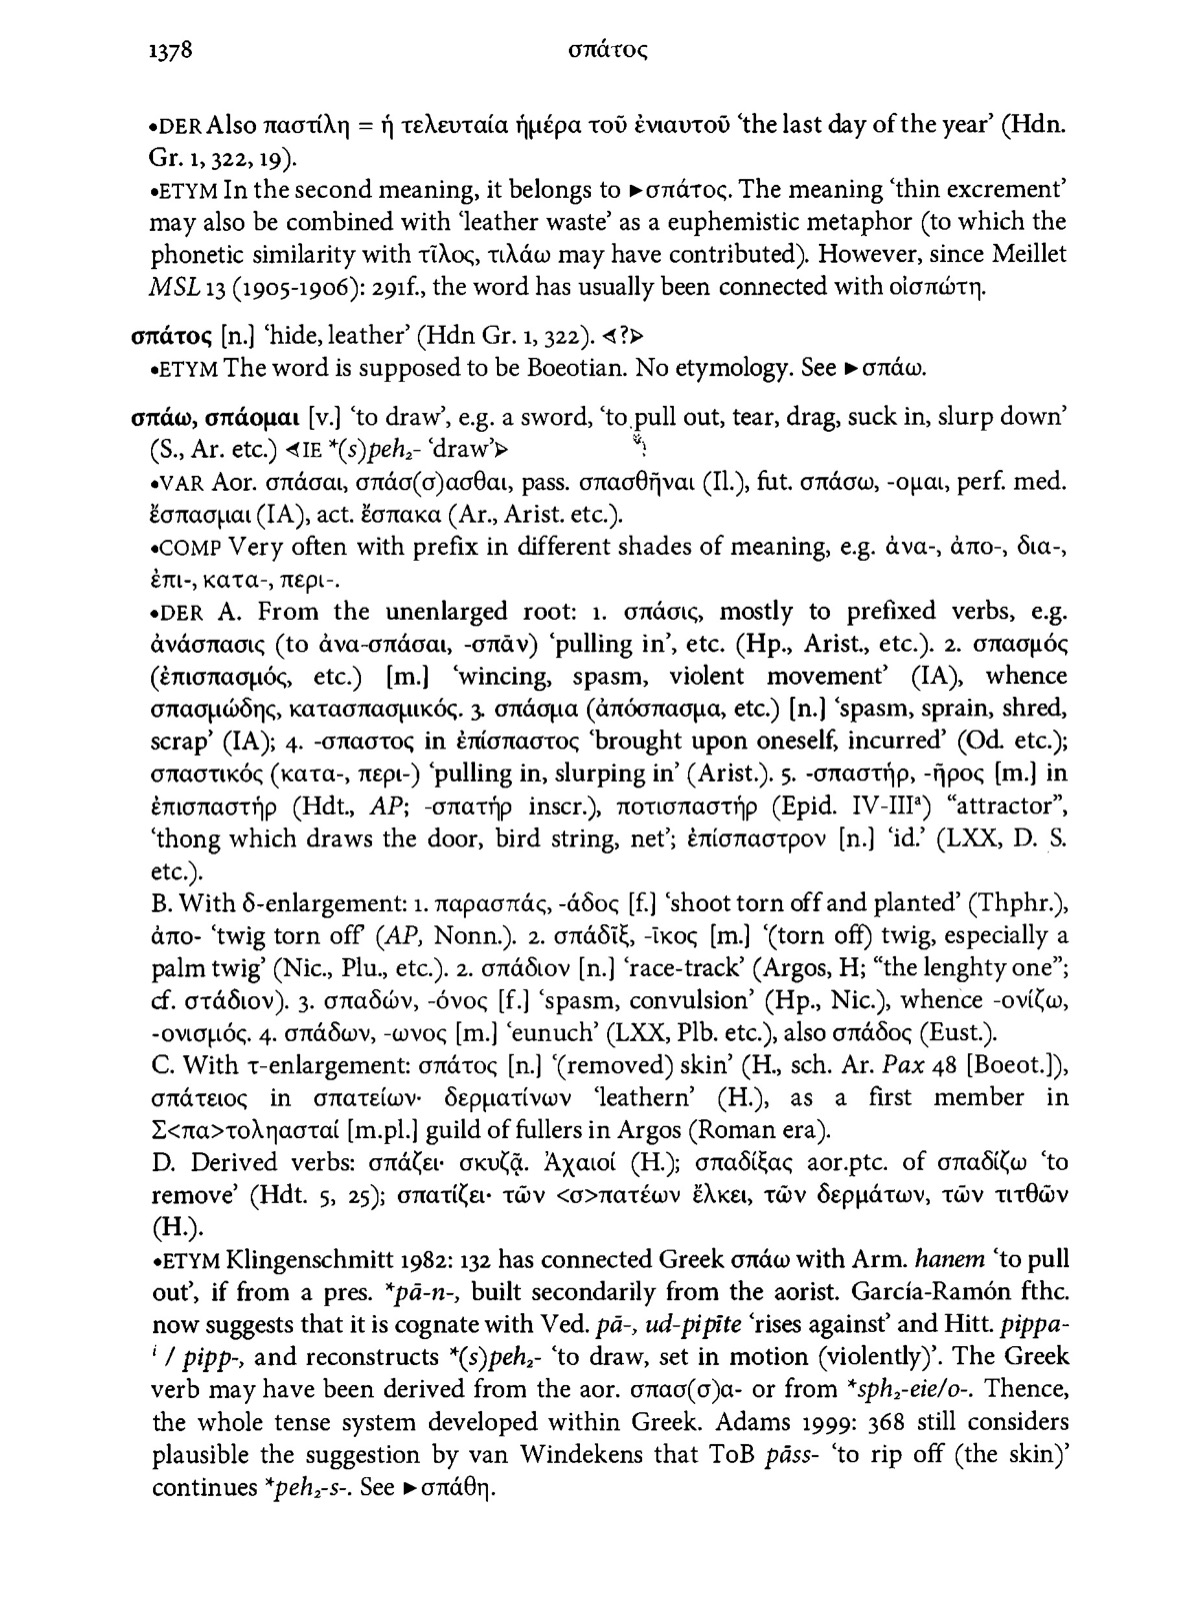 1378
σπάτος
•DER Also παστίλη = ἡ τελευταία ἡμέρα τοῦ ἐνιαυτοῦ ‘the last day of the year’ (Hdn.
Gr. 1, 322, 19).
•ETYM In the second meaning, it belongs to ►σπάτος. The meaning ‘thin excrement’
may also be combined with ‘leather waste’ as a euphemistic metaphor (to which the
phonetic similarity with τῖλος, τιλάω may have contributed). However, since Meillet
MSL 13 (1905-1906): 291f., the word has usually been connected with οἰσπώτη.
σπάτος [n.] ‘hide, leather’ (Hdn Gr. 1, 322). ⊲?⊳
•ETYM The word is supposed to be Boeotian. No etymology. See ►σπάω.
σπάω, σπάομαι [v.] ‘to draw’, e.g. a sword, ‘to pull out, tear, drag, suck in, slurp down’
(S., Ar. etc.) ⊲IE *(s)peh₂- ‘draw’⊳
•VAR Aor. σπάσαι, σπάσ(σ)ασθαι, pass. σπασθῆναι (Il.), fut. σπάσω, -ομαι, perf. med.
ἔσπασμαι (IA), act. ἔσπακα (Ar., Arist. etc.).
•COMP Very often with prefix in different shades of meaning, e.g. ἀνα-, ἀπο-, δια-,
ἐπι-, κατα-, περι-.
•DER A. From the unenlarged root: 1. σπάσις, mostly to prefixed verbs, e.g.
ἀνάσπασις (to ἀνα-σπάσαι, -σπᾶν) ‘pulling in’, etc. (Hp., Arist., etc.). 2. σπασμός
(ἐπισπασμός, etc.) [m.] ‘wincing, spasm, violent movement’ (IA), whence
σπασμώδης, κατασπασμικός. 3. σπάσμα (ἀπόσπασμα, etc.) [n.] ‘spasm, sprain, shred,
scrap’ (IA); 4. -σπαστος in ἐπίσπαστος ‘brought upon oneself, incurred’ (Od. etc.);
σπαστικός (κατα-, περι-) ‘pulling in, slurping in’ (Arist.). 5. -σπαστήρ, -ῆρος [m.] in
ἐπισπαστήρ (Hdt., AP; -σπατήρ inscr.), ποτισπαστήρ (Epid. IV-IIIᵃ) “attractor”,
‘thong which draws the door, bird string, net’; ἐπίσπαστρον [n.] ‘id.’ (LXX, D. S.
etc.).
B. With δ-enlargement: 1. παρασπάς, -άδος [f.] ‘shoot torn off and planted’ (Thphr.),
ἀπο- ‘twig torn off’ (AP, Nonn.). 2. σπάδῑξ, -ῑκος [m.] ‘(torn off) twig, especially a
palm twig’ (Nic., Plu., etc.). 2. σπάδιον [n.] ‘race-track’ (Argos, H; “the lenghty one”;
cf. στάδιον). 3. σπαδών, -όνος [f.] ‘spasm, convulsion’ (Hp., Nic.), whence -ονίζω,
-ονισμός. 4. σπάδων, -ωνος [m.] ‘eunuch’ (LXX, Plb. etc.), also σπάδος (Eust.).
C. With τ-enlargement: σπάτος [n.] ‘(removed) skin’ (H., sch. Ar. Pax 48 [Boeot.]),
σπάτειος in σπατείων· δερματίνων ‘leathern’ (H.), as a first member in
Σ<πα>τοληασταί [m.pl.] guild of fullers in Argos (Roman era).
D. Derived verbs: σπάζει· σκυζᾷ. Ἀχαιοί (H.); σπαδίξας aor.ptc. of σπαδίζω ‘to
remove’ (Hdt. 5, 25); σπατίζει· τῶν <σ>πατέων ἕλκει, τῶν δερμάτων, τῶν τιτθῶν
(H.).
•ETYM Klingenschmitt 1982: 132 has connected Greek σπάω with Arm. hanem ‘to pull
out’, if from a pres. *pā-n-, built secondarily from the aorist. García-Ramón fthc.
now suggests that it is cognate with Ved. pā-, ud-pipīte ‘rises against’ and Hitt. pippa-
ⁱ / pipp-, and reconstructs *(s)peh₂- ‘to draw, set in motion (violently)’. The Greek
verb may have been derived from the aor. σπασ(σ)α- or from *sph₂-eie/o-. Thence,
the whole tense system developed within Greek. Adams 1999: 368 still considers
plausible the suggestion by van Windekens that ToB pāss- ‘to rip off (the skin)’
continues *peh₂-s-. See ►σπάθη.